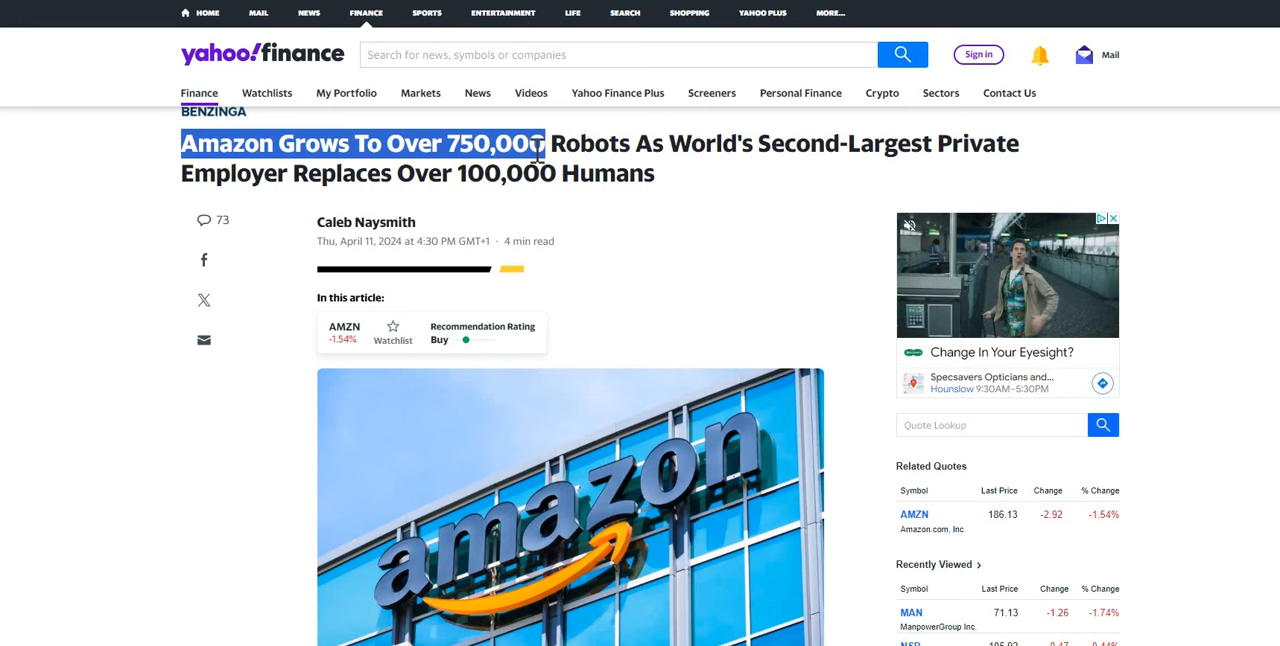 HOME MAIL NEWS FINANCE SPORTS ENTERTAINMENT LIFE SEARCH SHOPPING YAHOO PLUS MORE...
yahoo!finance Search for news, symbols or companies Sign in Mail
Finance Watchlists My Portfolio Markets News Videos Yahoo Finance Plus Screeners Personal Finance Crypto Sectors Contact Us
BENZINGA
Amazon Grows To Over 750,000 Robots As World's Second-Largest Private
Employer Replaces Over 100,000 Humans
73
Caleb Naysmith
Thu, April 11, 2024 at 4:30 PM GMT+1 · 4 min read
In this article:
AMZN
-1.54%
Watchlist
Recommendation Rating
Buy
amazon
Change In Your Eyesight?
Specsavers Opticians and...
Hounslow 9:30AM–5:30PM
Quote Lookup
Related Quotes
Symbol Last Price Change % Change
AMZN 186.13 -2.92 -1.54%
Amazon.com, Inc.
Recently Viewed
Symbol Last Price Change % Change
MAN 71.13 -1.26 -1.74%
ManpowerGroup Inc.